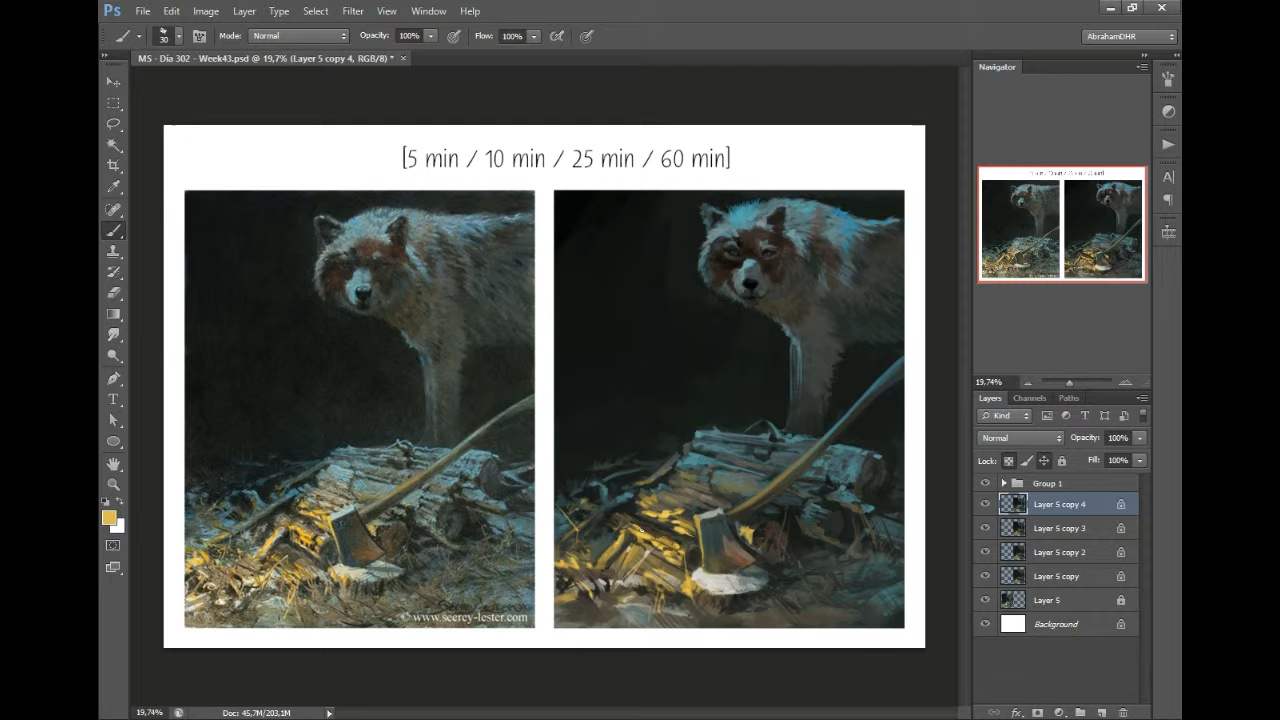 Ps File Edit Image Layer Type Select Filter View Window Help
30 Mode: Normal Opacity: 100% Flow: 100% AbrahamDHR
MS - Día 302 - Week43.psd @ 19,7% (Layer 5 copy 4, RGB/8) * ×
Navigator
[5 min / 10 min / 25 min / 60 min]
© www.seerey-lester.com
19,74%
Layers Channels Paths
Kind
Normal Opacity: 100%
Lock: Fill: 100%
Group 1
Layer 5 copy 4
Layer 5 copy 3
Layer 5 copy 2
Layer 5 copy
Layer 5
Background
19,74% Doc: 45,7M/203,1M